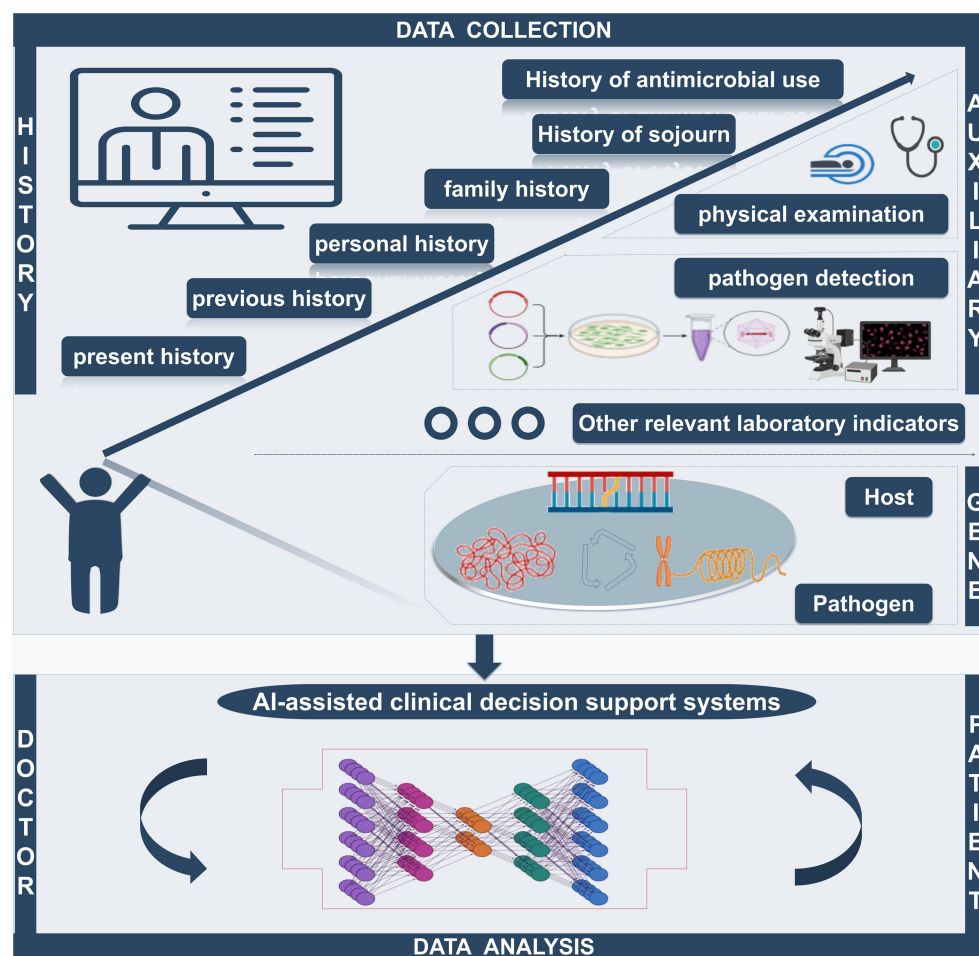 DATA COLLECTION
HISTORY
History of antimicrobial use
History of sojourn
family history
personal history
previous history
present history
AUXILIARY
physical examination
pathogen detection
Other relevant laboratory indicators
GENE
Host
Pathogen
AI-assisted clinical decision support systems
DOCTOR
PATIENT
DATA ANALYSIS